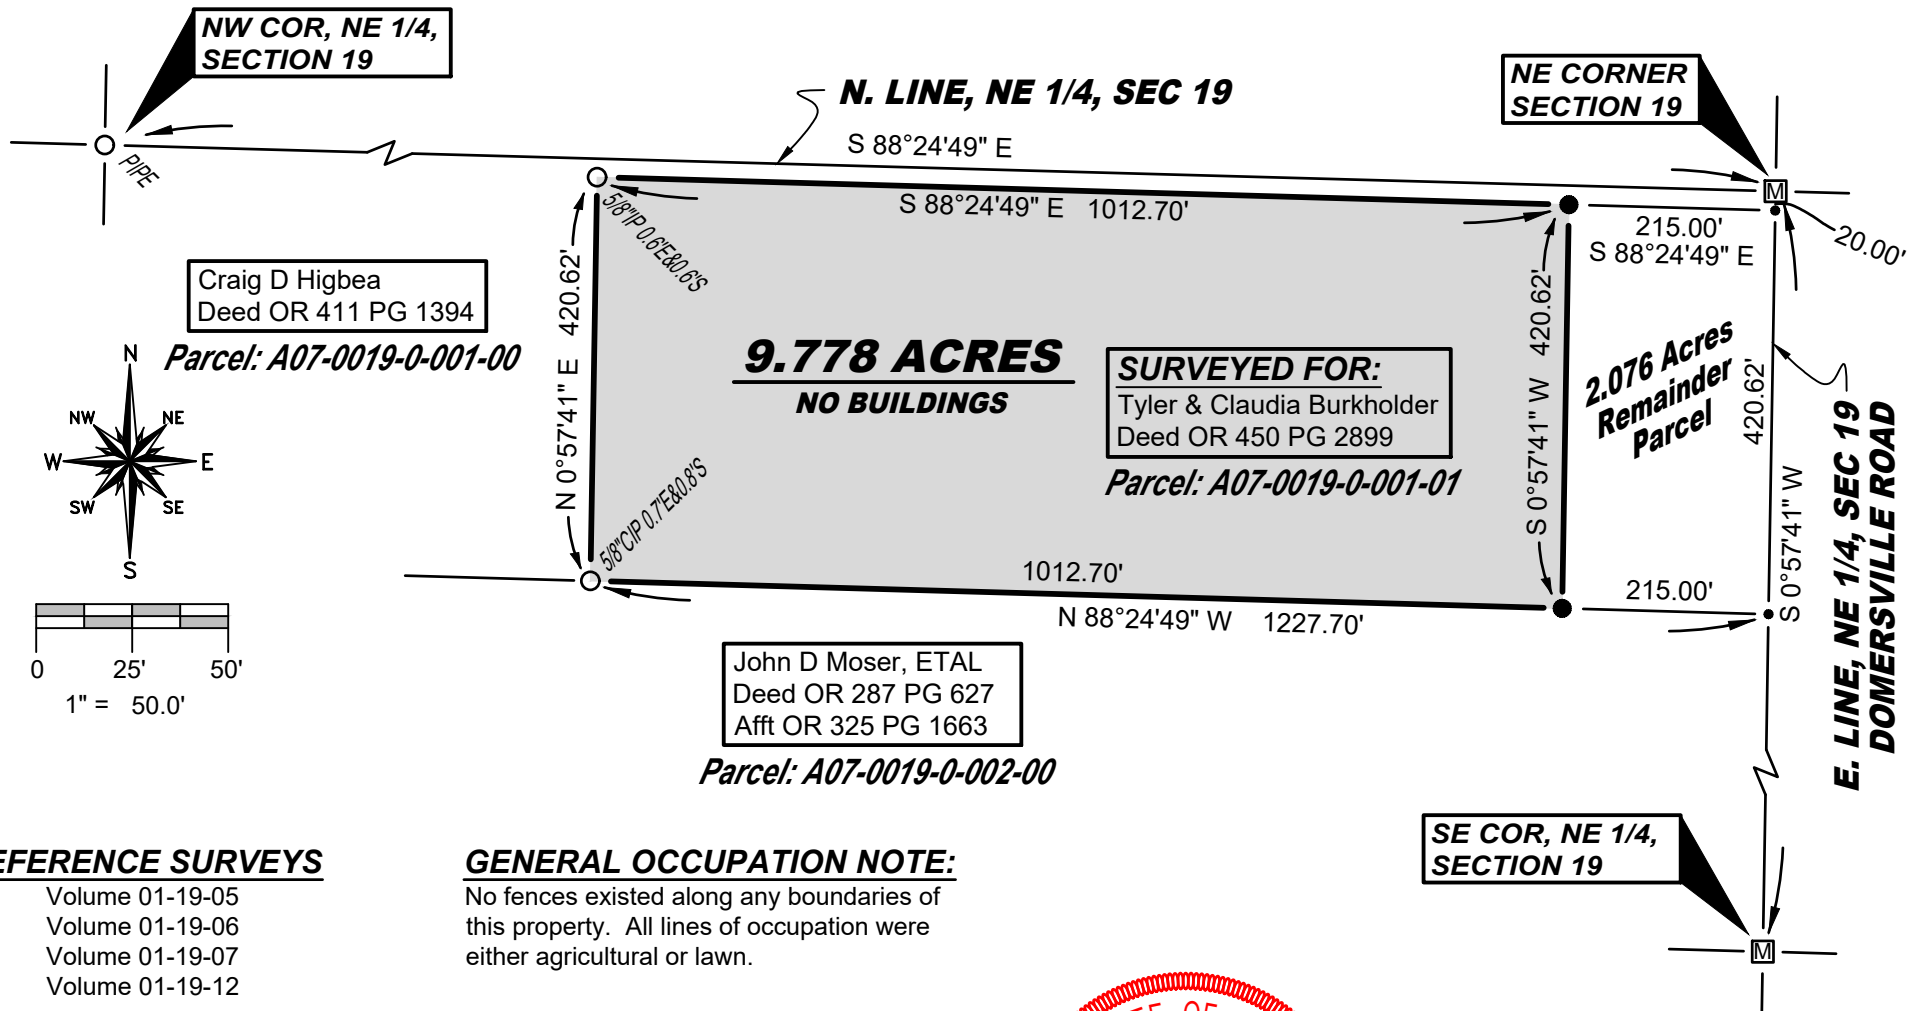 NW COR, NE 1/4,
SECTION 19
N. LINE, NE 1/4, SEC 19
S 88°24'49" E
NE CORNER
SECTION 19
PIPE
M
5/8"IP 0.6'E&0.6'S
S 88°24'49" E 1012.70'
215.00'
S 88°24'49" E
20.00'
Craig D Higbea
Deed OR 411 PG 1394
Parcel: A07-0019-0-001-00
N 0°57'41" E 420.62'
9.778 ACRES
NO BUILDINGS
SURVEYED FOR:
Tyler & Claudia Burkholder
Deed OR 450 PG 2899
Parcel: A07-0019-0-001-01
S 0°57'41" W 420.62'
2.076 Acres
Remainder
Parcel
420.62'
S 0°57'41" W
E. LINE, NE 1/4, SEC 19
DOMERSVILLE ROAD
N
NW
NE
W
E
SW
SE
S
5/8"CIP 0.7'E&0.8'S
1012.70'
N 88°24'49" W 1227.70'
215.00'
0 25' 50'
1" = 50.0'
John D Moser, ETAL
Deed OR 287 PG 627
Afft OR 325 PG 1663
Parcel: A07-0019-0-002-00
SE COR, NE 1/4,
SECTION 19
M
EFERENCE SURVEYS
Volume 01-19-05
Volume 01-19-06
Volume 01-19-07
Volume 01-19-12
GENERAL OCCUPATION NOTE:
No fences existed along any boundaries of
this property. All lines of occupation were
either agricultural or lawn.
OF